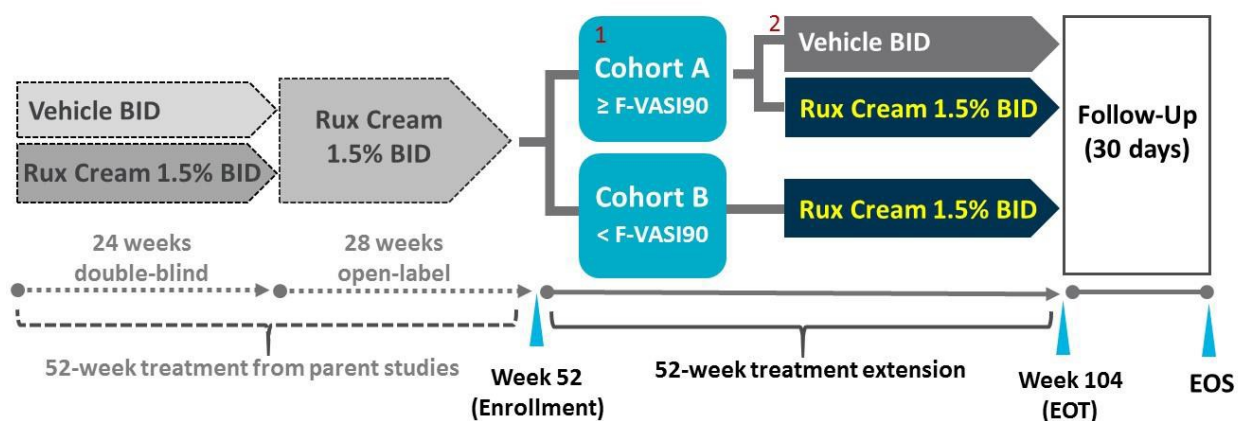 Vehicle BID
Rux Cream 1.5% BID
Rux Cream
1.5% BID
1
Cohort A
≥ F-VASI90
Cohort B
< F-VASI90
2
Vehicle BID
Rux Cream 1.5% BID
Rux Cream 1.5% BID
Follow-Up
(30 days)
24 weeks
double-blind
28 weeks
open-label
52-week treatment from parent studies
Week 52
(Enrollment)
52-week treatment extension
Week 104
(EOT)
EOS